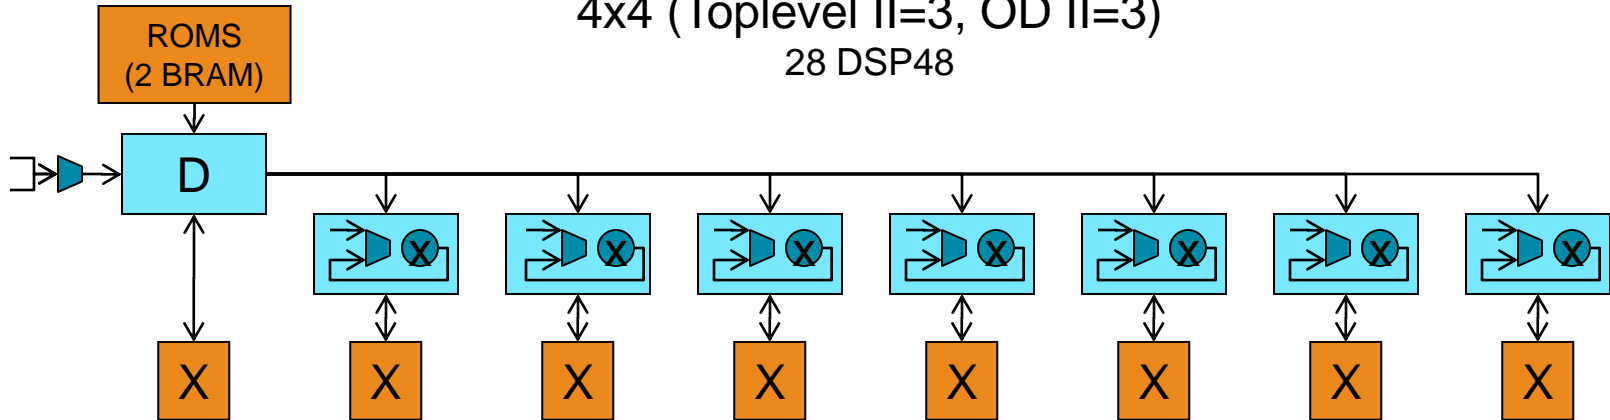 4x4 (Toplevel II=3, OD II=3)
28 DSP48
ROMS
(2 BRAM)
D
X X X X X X X
X X X X X X X X